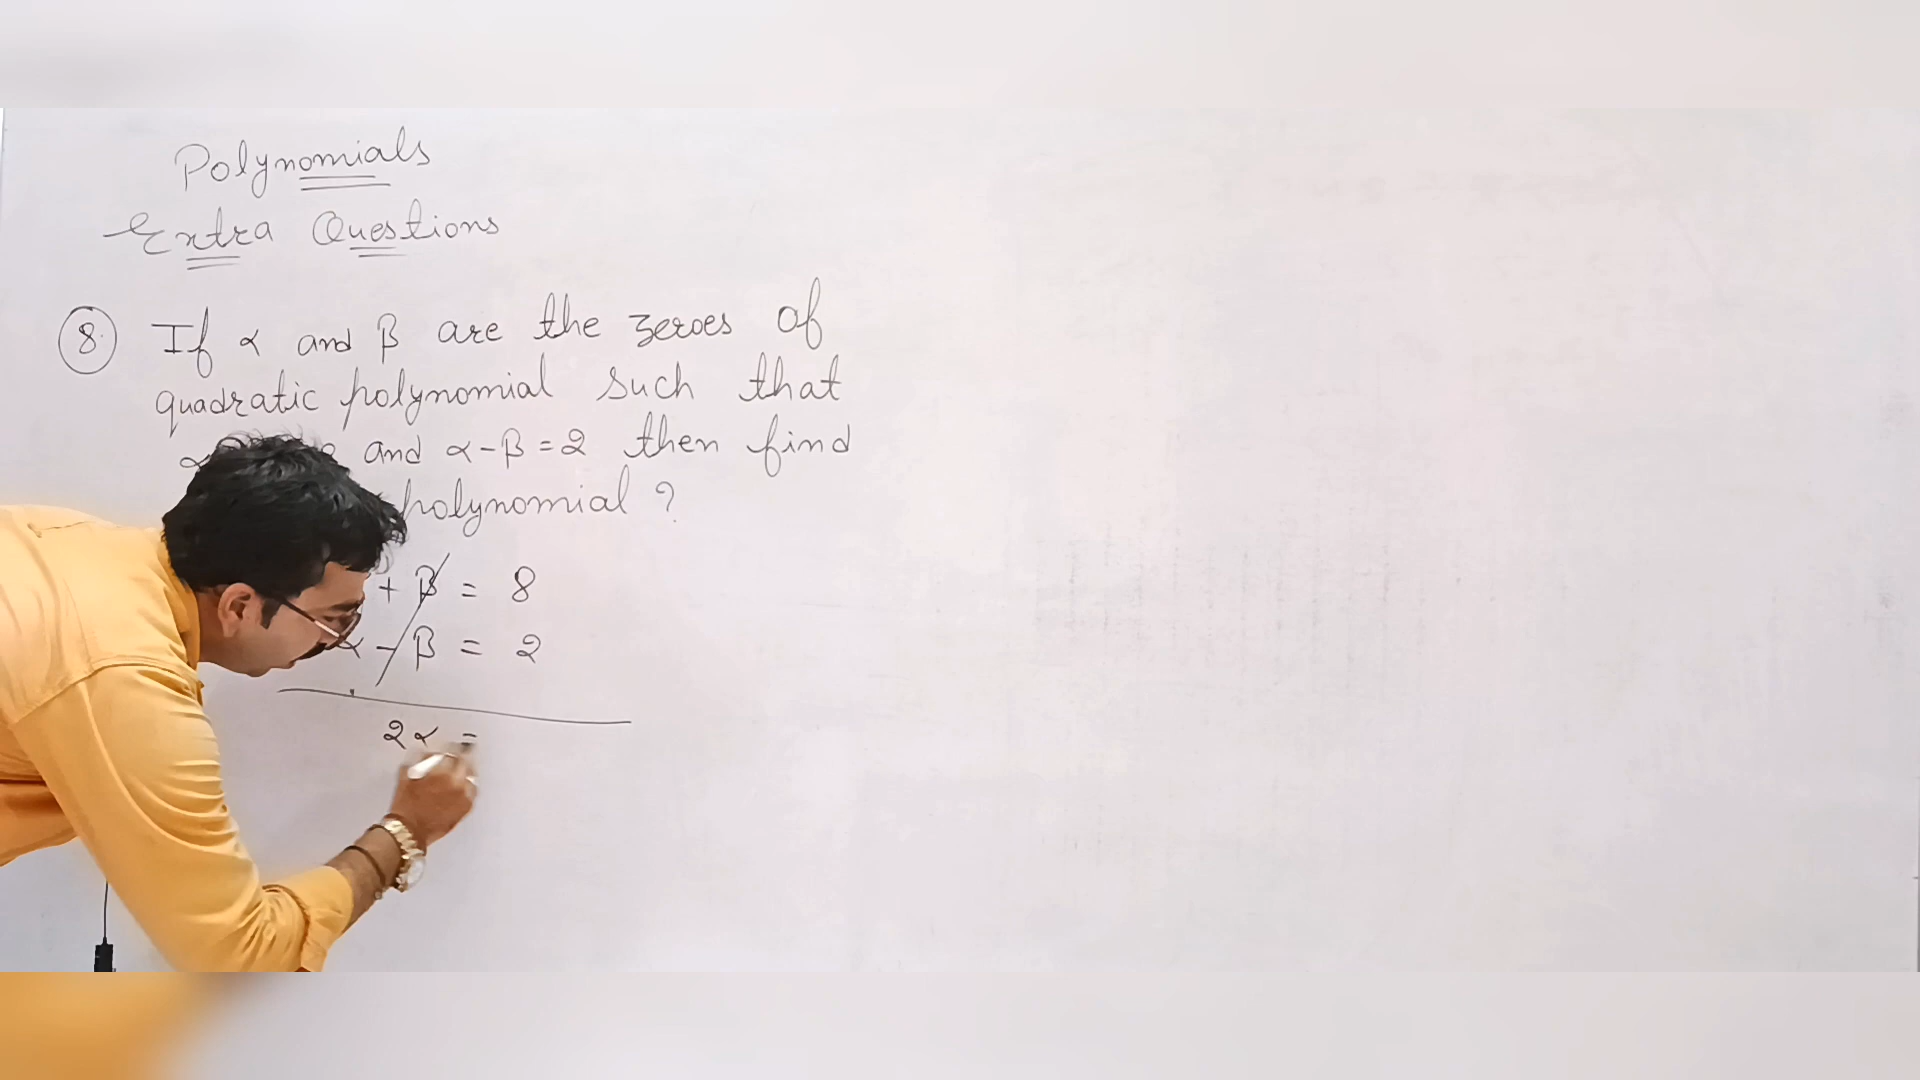 Polynomials
Extra Questions
8. If α and β are the zeroes of
quadratic polynomial such that
and α-β=2 then find
polynomial ?
+ β = 8
α - β = 2
2α =